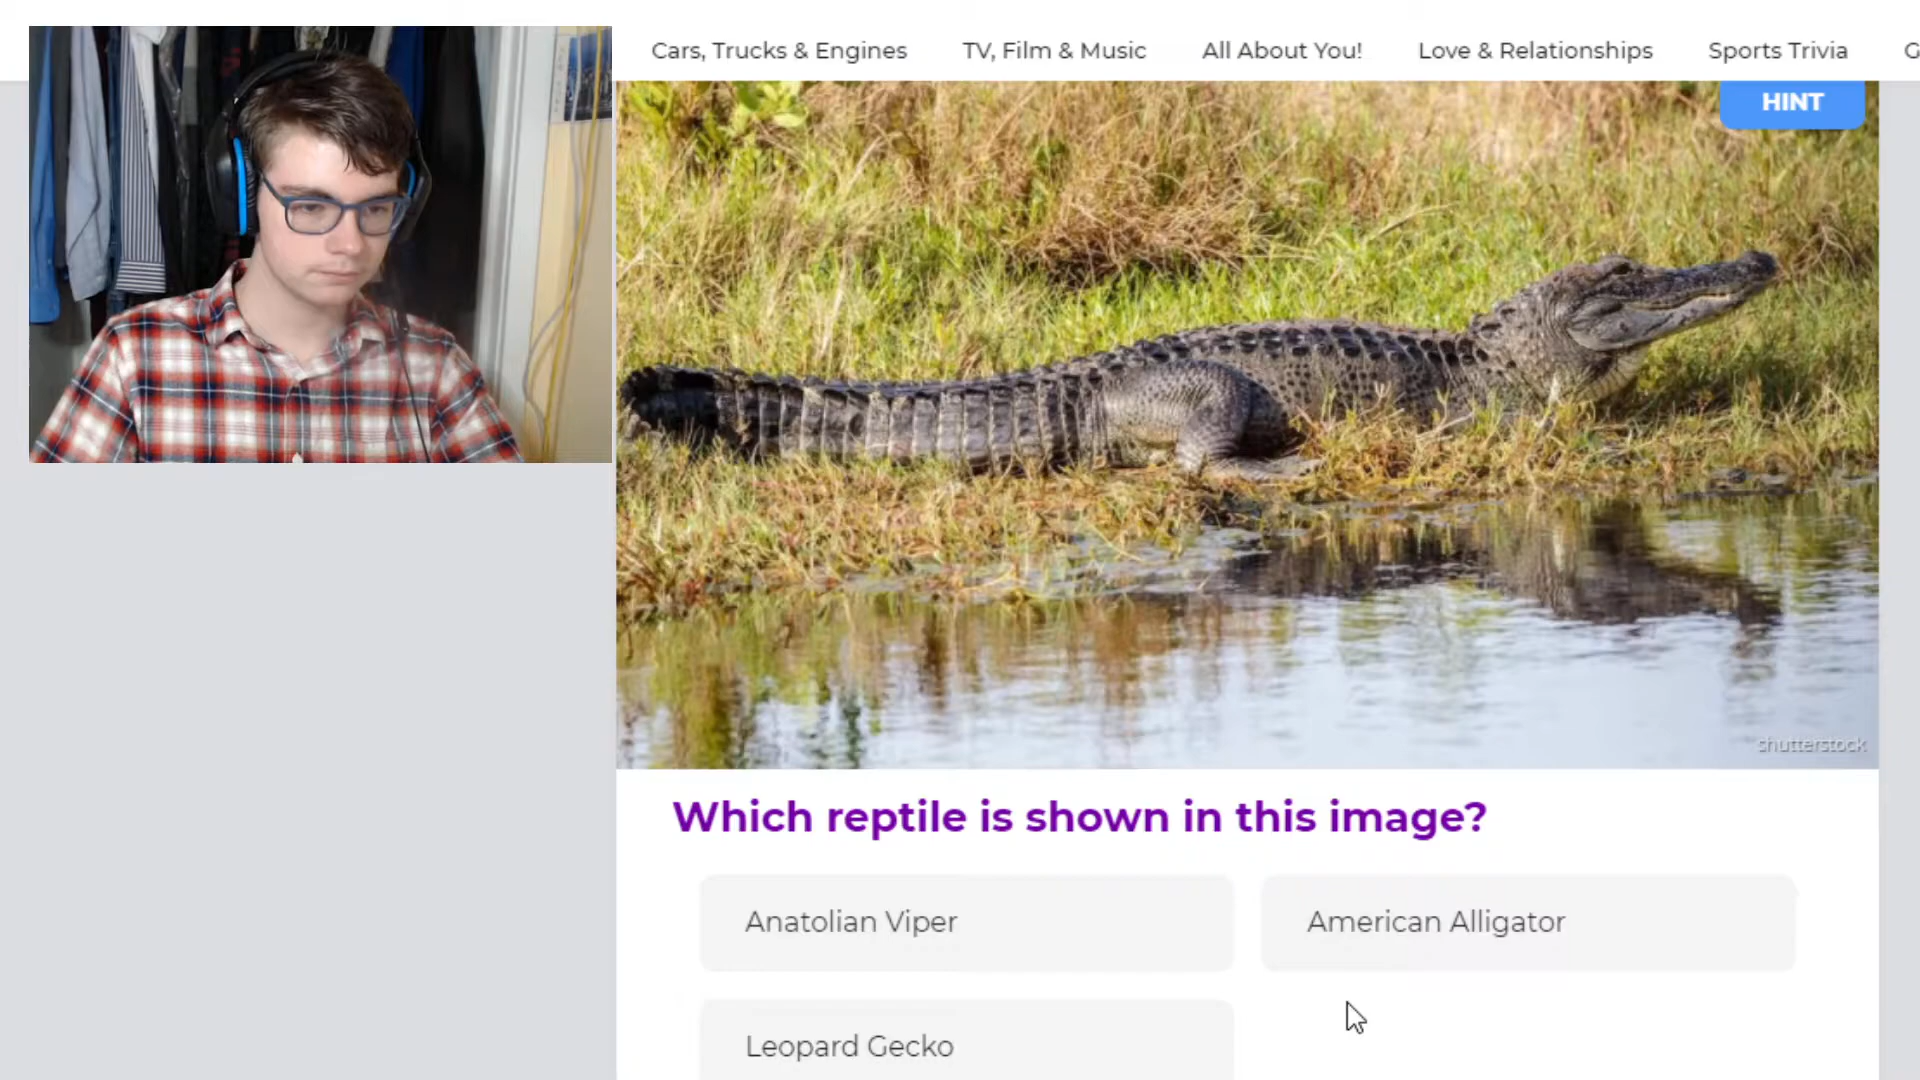 Cars, Trucks & Engines TV, Film & Music All About You! Love & Relationships Sports Trivia G
HINT
shutterstock
Which reptile is shown in this image?
Anatolian Viper American Alligator
Leopard Gecko